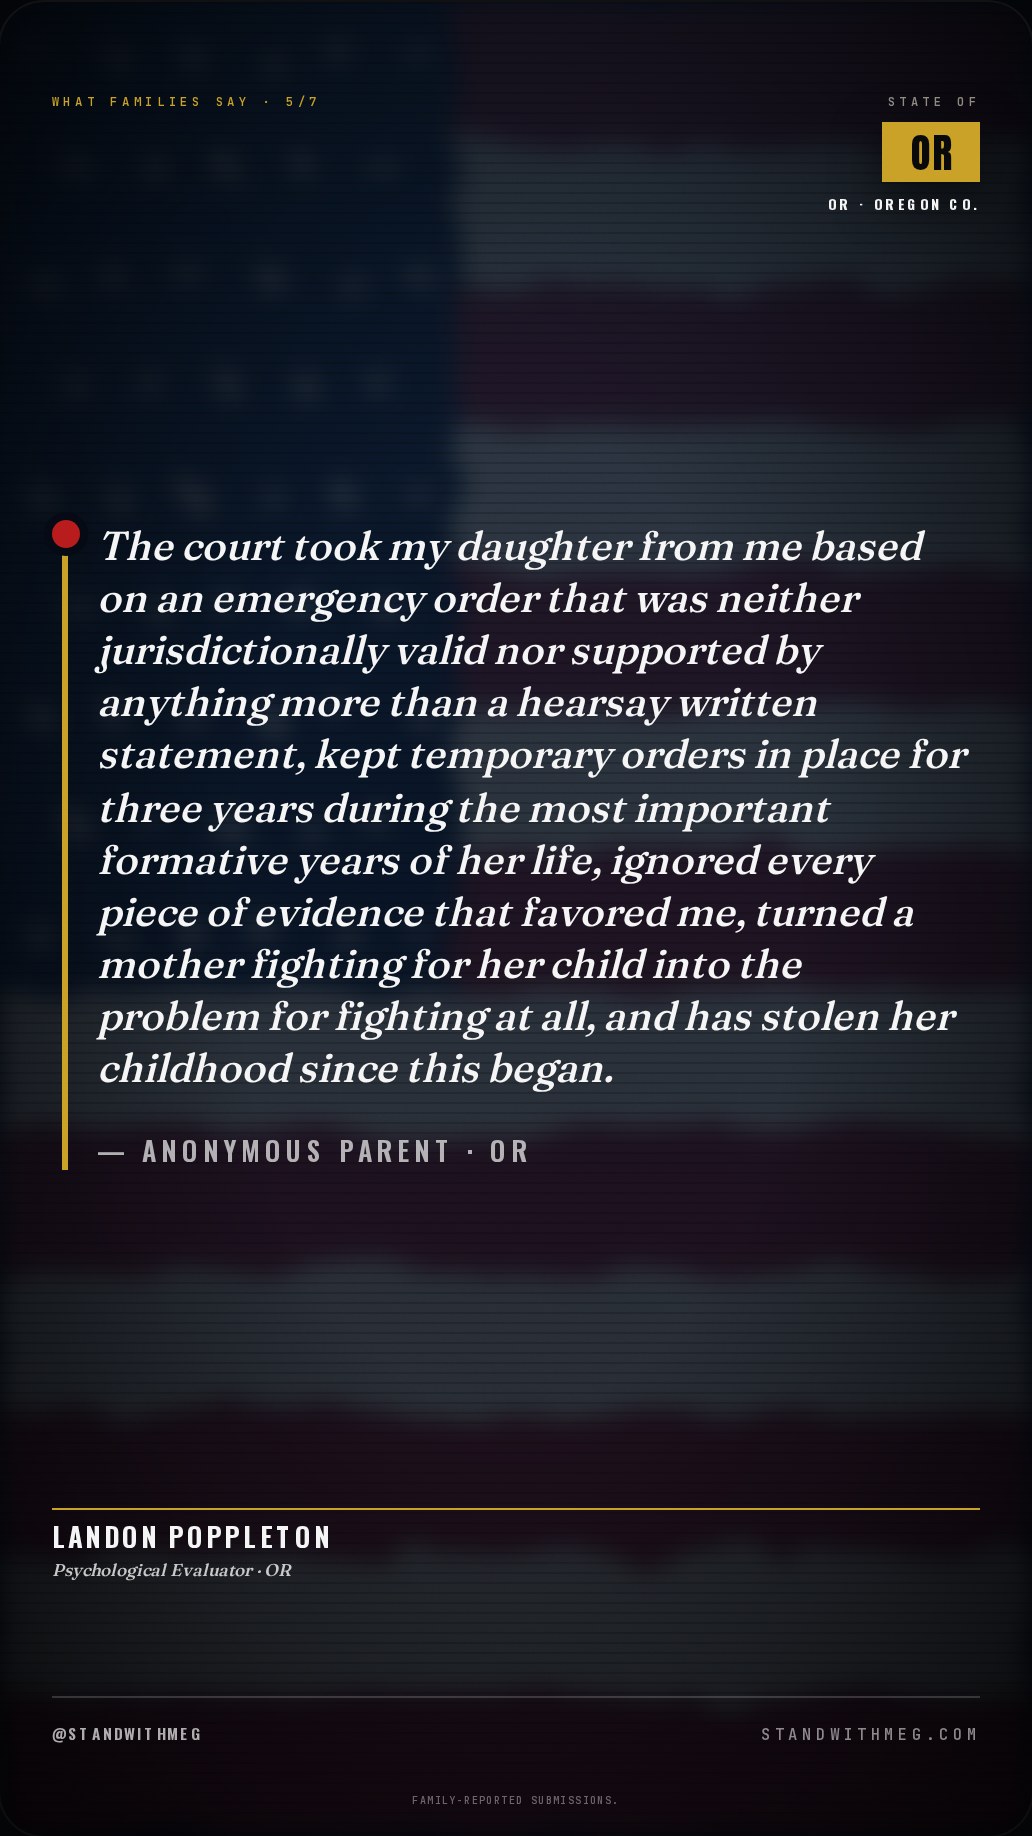 WHAT FAMILIES SAY · 5/7
STATE OF
OR
OR · OREGON CO.
The court took my daughter from me based
on an emergency order that was neither
jurisdictionally valid nor supported by
anything more than a hearsay written
statement, kept temporary orders in place for
three years during the most important
formative years of her life, ignored every
piece of evidence that favored me, turned a
mother fighting for her child into the
problem for fighting at all, and has stolen her
childhood since this began.
— ANONYMOUS PARENT · OR
LANDON POPPLETON
Psychological Evaluator · OR
@STANDWITHMEG
STANDWITHMEG.COM
FAMILY-REPORTED SUBMISSIONS.